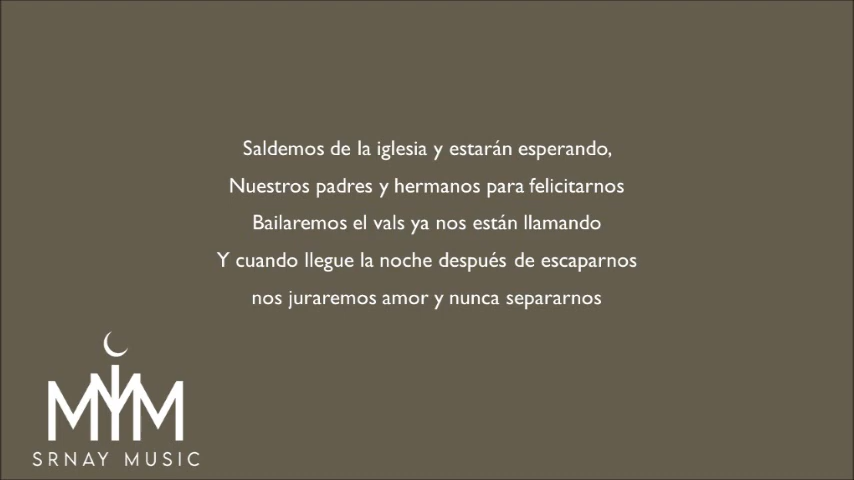 Saldemos de la iglesia y estarán esperando,
Nuestros padres y hermanos para felicitarnos
Bailaremos el vals ya nos están llamando
Y cuando llegue la noche después de escaparnos
nos juraremos amor y nunca separarnos
MYM
SRNAY MUSIC